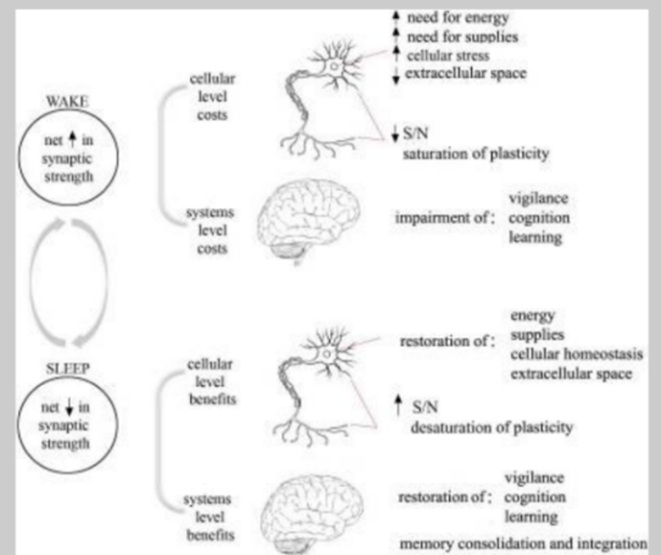 WAKE
net ↑ in
synaptic
strength
cellular
level
costs
↑ need for energy
↑ need for supplies
↑ cellular stress
↓ extracellular space
↓ S/N
saturation of plasticity
systems
level
costs
impairment of:
vigilance
cognition
learning
SLEEP
net ↓ in
synaptic
strength
cellular
level
benefits
restoration of:
energy
supplies
cellular homeostasis
extracellular space
↑ S/N
desaturation of plasticity
systems
level
benefits
restoration of:
vigilance
cognition
learning
memory consolidation and integration